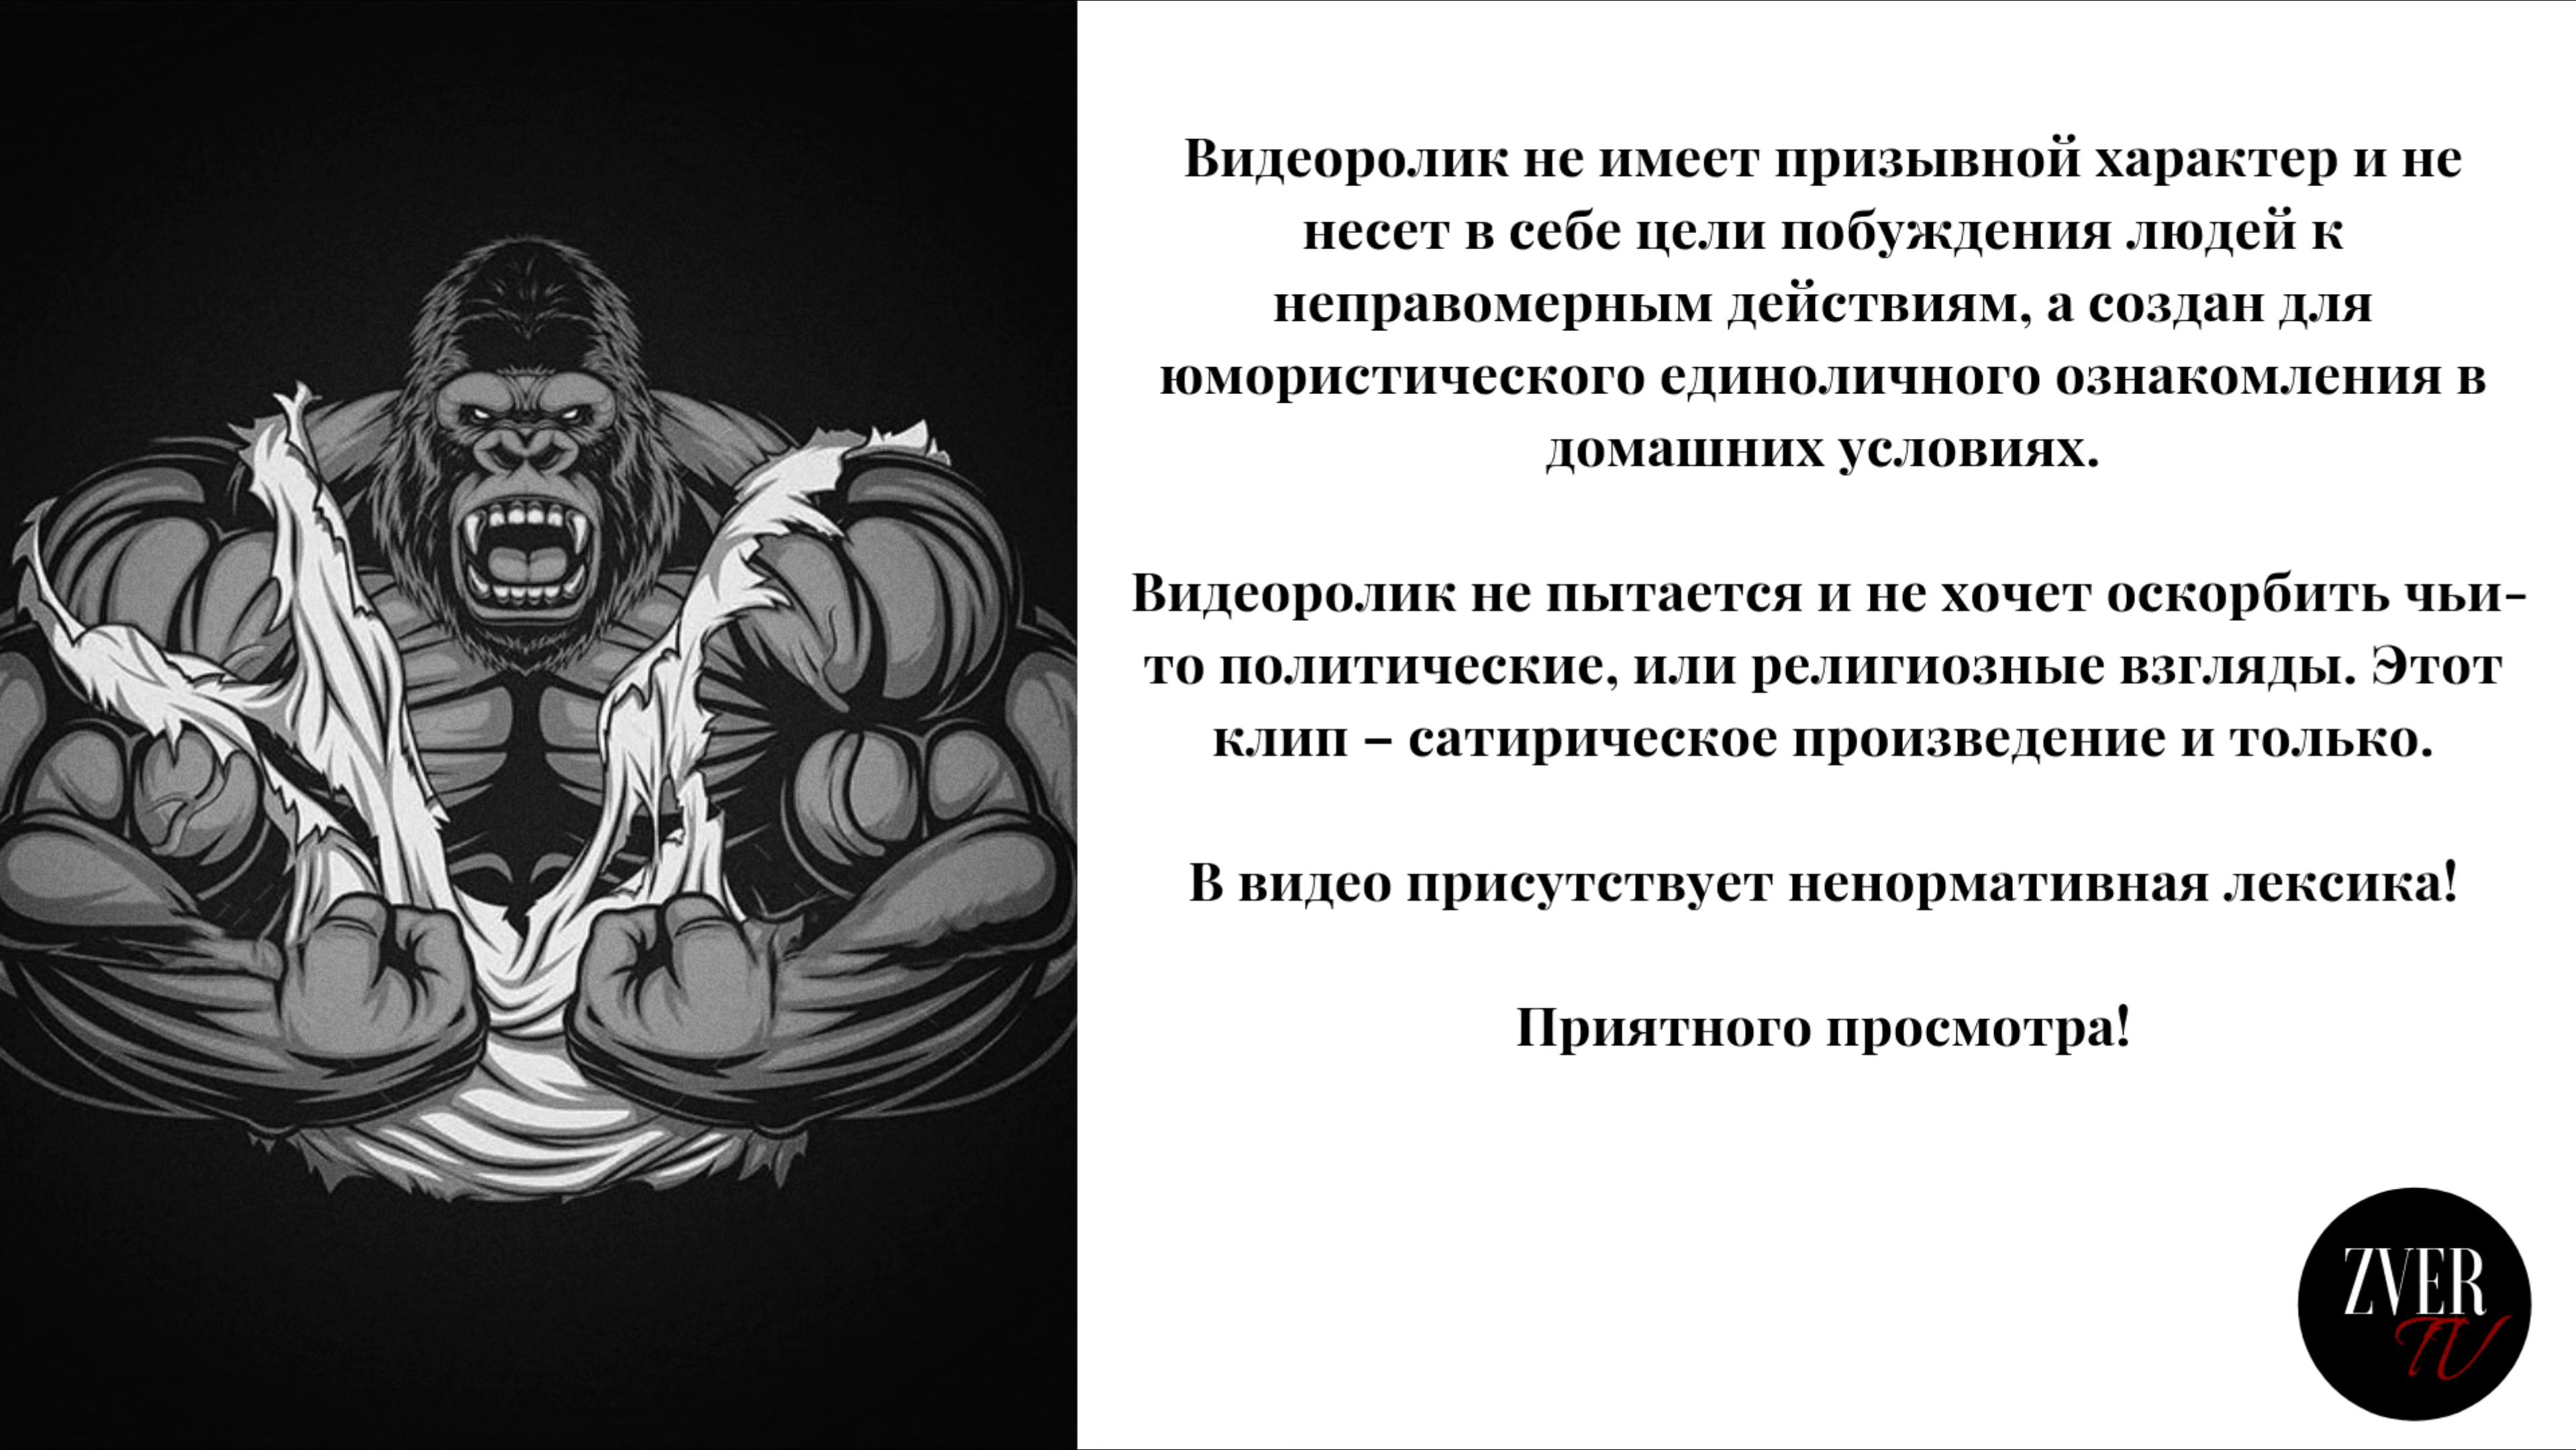 Видеоролик не имеет призывной характер и не
несет в себе цели побуждения людей к
неправомерным действиям, а создан для
юмористического единоличного ознакомления в
домашних условиях.
Видеоролик не пытается и не хочет оскорбить чьи-
то политические, или религиозные взгляды. Этот
клип – сатирическое произведение и только.
В видео присутствует ненормативная лексика!
Приятного просмотра!
ZVER
TV